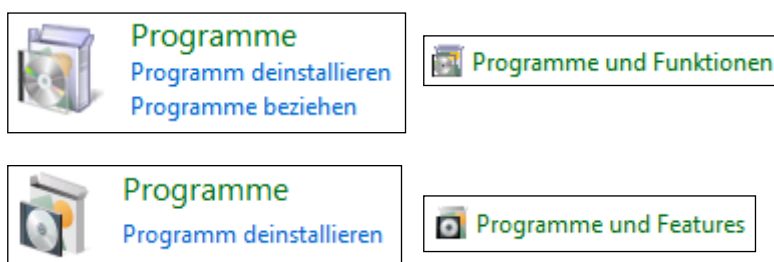 Programme
Programm deinstallieren
Programme beziehen
Programme und Funktionen
Programme
Programm deinstallieren
Programme und Features